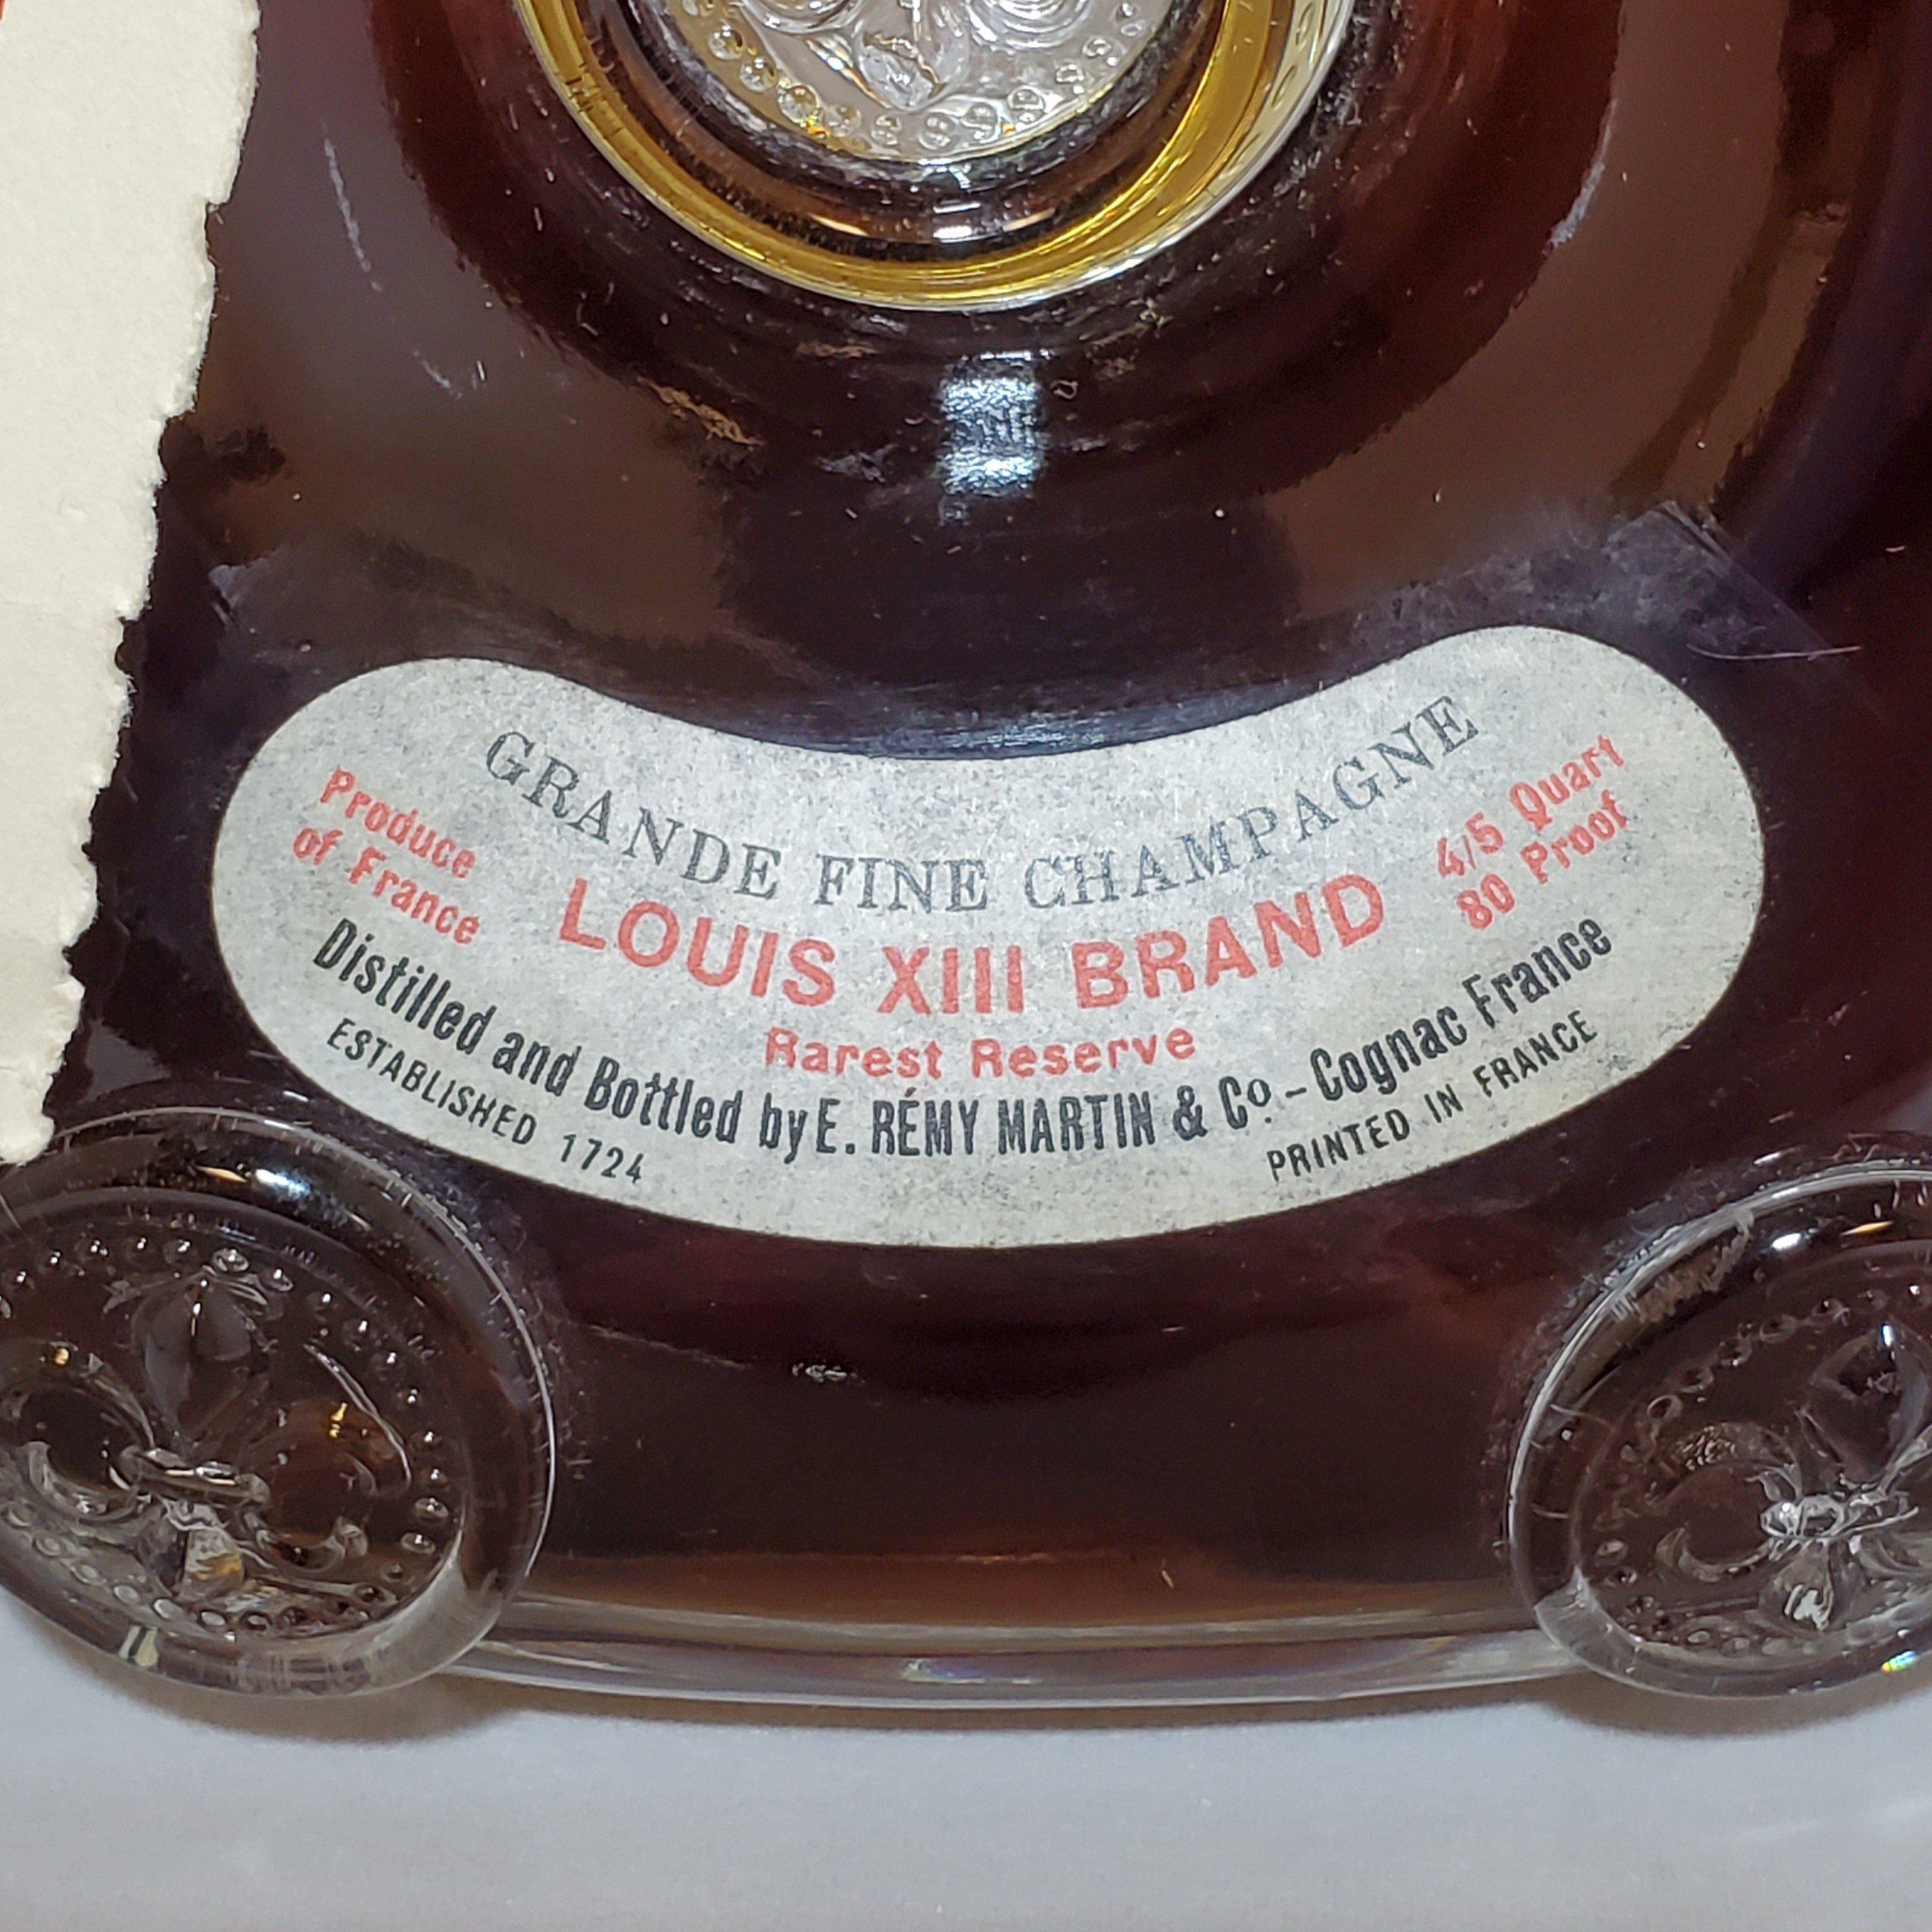 GRANDE FINE CHAMPAGNE
Produce
of France
LOUIS XIII BRAND
4/5 Quart
80 Proof
Rarest Reserve
Distilled and Bottled by E. RÉMY MARTIN & Co - Cognac France
ESTABLISHED 1724
PRINTED IN FRANCE